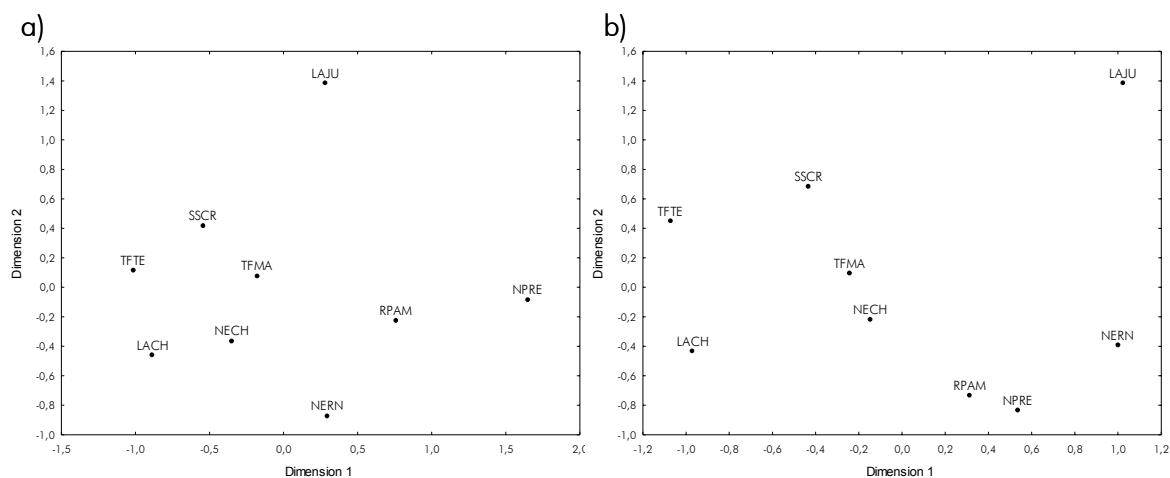 a)
1,6
1,4
LAJU
1,2
1,0
0,8
0,6
SSCR
0,4
TFTE
0,2
TFMA
0,0
NPRE
RPAM
-0,2
NECH
LACH
-0,4
-0,6
NERN
-0,8
-1,0
-1,5 -1,0 -0,5 0,0 0,5 1,0 1,5 2,0
Dimension 2
Dimension 1
b)
1,6
1,4
LAJU
1,2
1,0
0,8
SSCR
0,6
TFTE
0,4
0,2
TFMA
0,0
NECH
-0,2
NERN
LACH
-0,4
-0,6
RPAM
NPRE
-0,8
-1,0
-1,2 -1,0 -0,8 -0,6 -0,4 -0,2 0,0 0,2 0,4 0,6 0,8 1,0 1,2
Dimension 2
Dimension 1